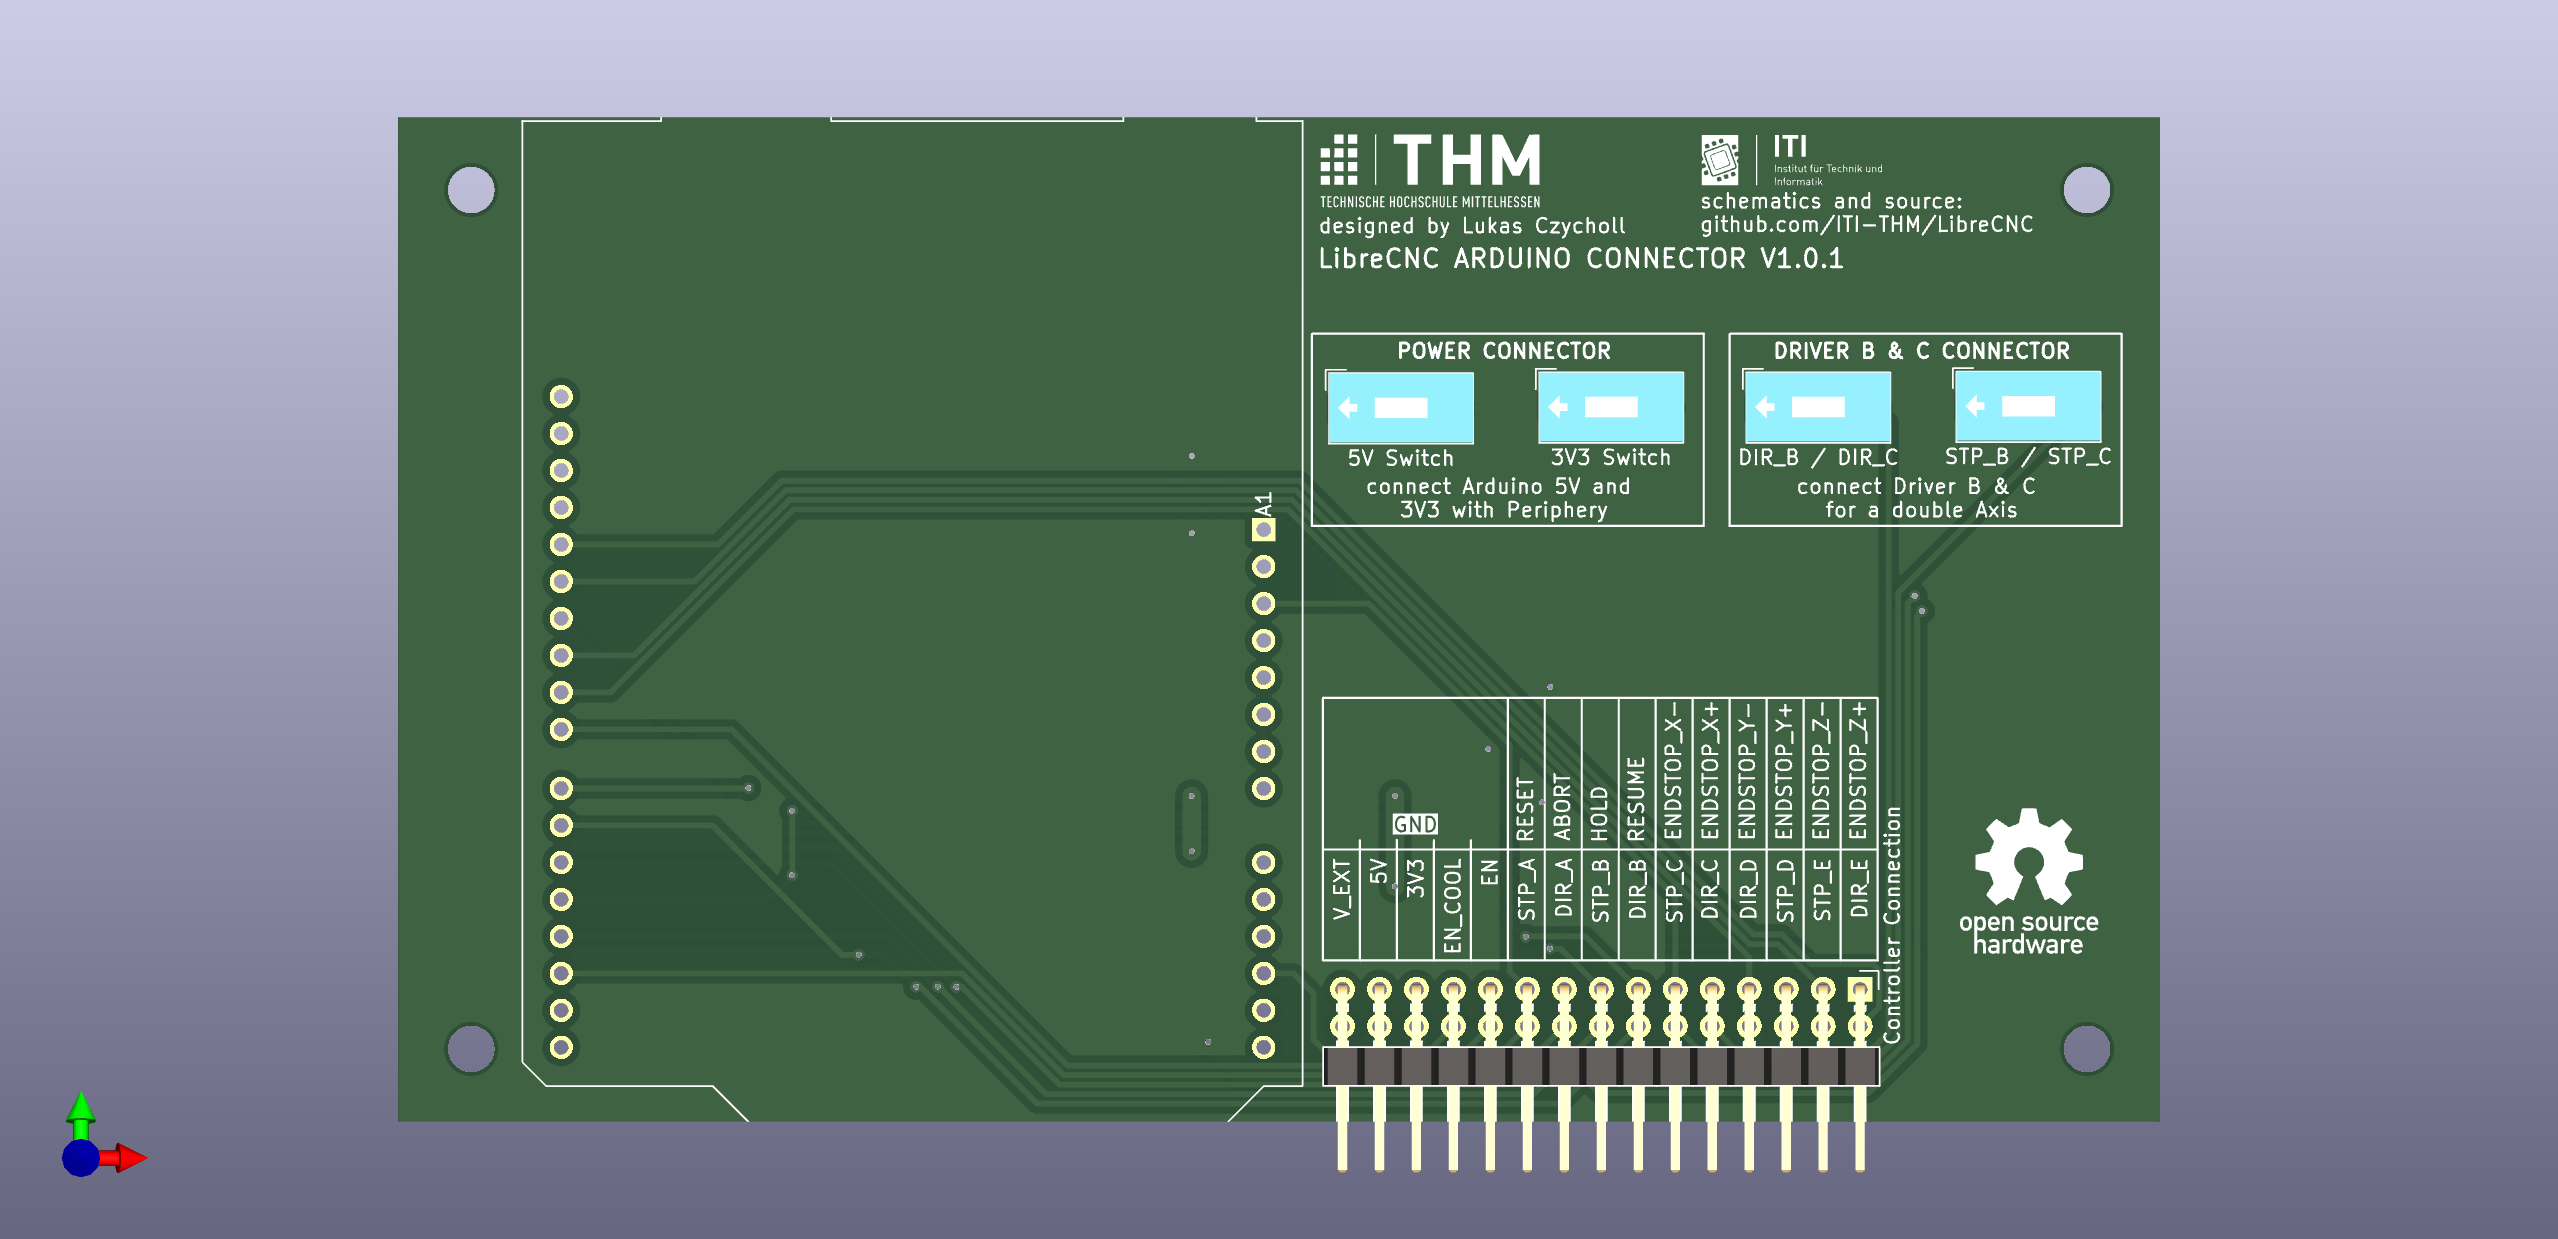 THM
TECHNISCHE HOCHSCHULE MITTELHESSEN
designed by Lukas Czycholl
LibreCNC ARDUINO CONNECTOR V1.0.1
ITI
Institut für Technik und
Informatik
schematics and source:
github.com/ITI-THM/LibreCNC
POWER CONNECTOR
5V Switch
3V3 Switch
connect Arduino 5V and
3V3 with Periphery
DRIVER B & C CONNECTOR
DIR_B / DIR_C
STP_B / STP_C
connect Driver B & C
for a double Axis
A1
GND
RESET
ABORT
HOLD
RESUME
ENDSTOP_X-
ENDSTOP_X+
ENDSTOP_Y-
ENDSTOP_Y+
ENDSTOP_Z-
ENDSTOP_Z+
V_EXT
5V
3V3
EN_COOL
EN
STP_A
DIR_A
STP_B
DIR_B
STP_C
DIR_C
DIR_D
STP_D
STP_E
DIR_E
Controller Connection
open source
hardware